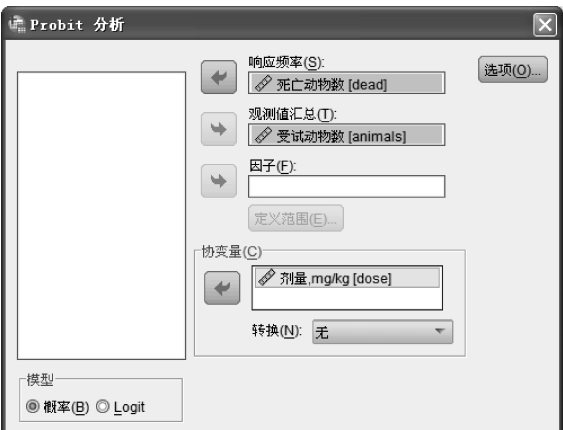 Probit 分析
响应频率(S):
死亡动物数 [dead]
选项(O)...
观测值汇总(T):
受试动物数 [animals]
因子(F):
定义范围(E)...
协变量(C)
剂量,mg/kg [dose]
转换(N): 无
模型
概率(B) Logit